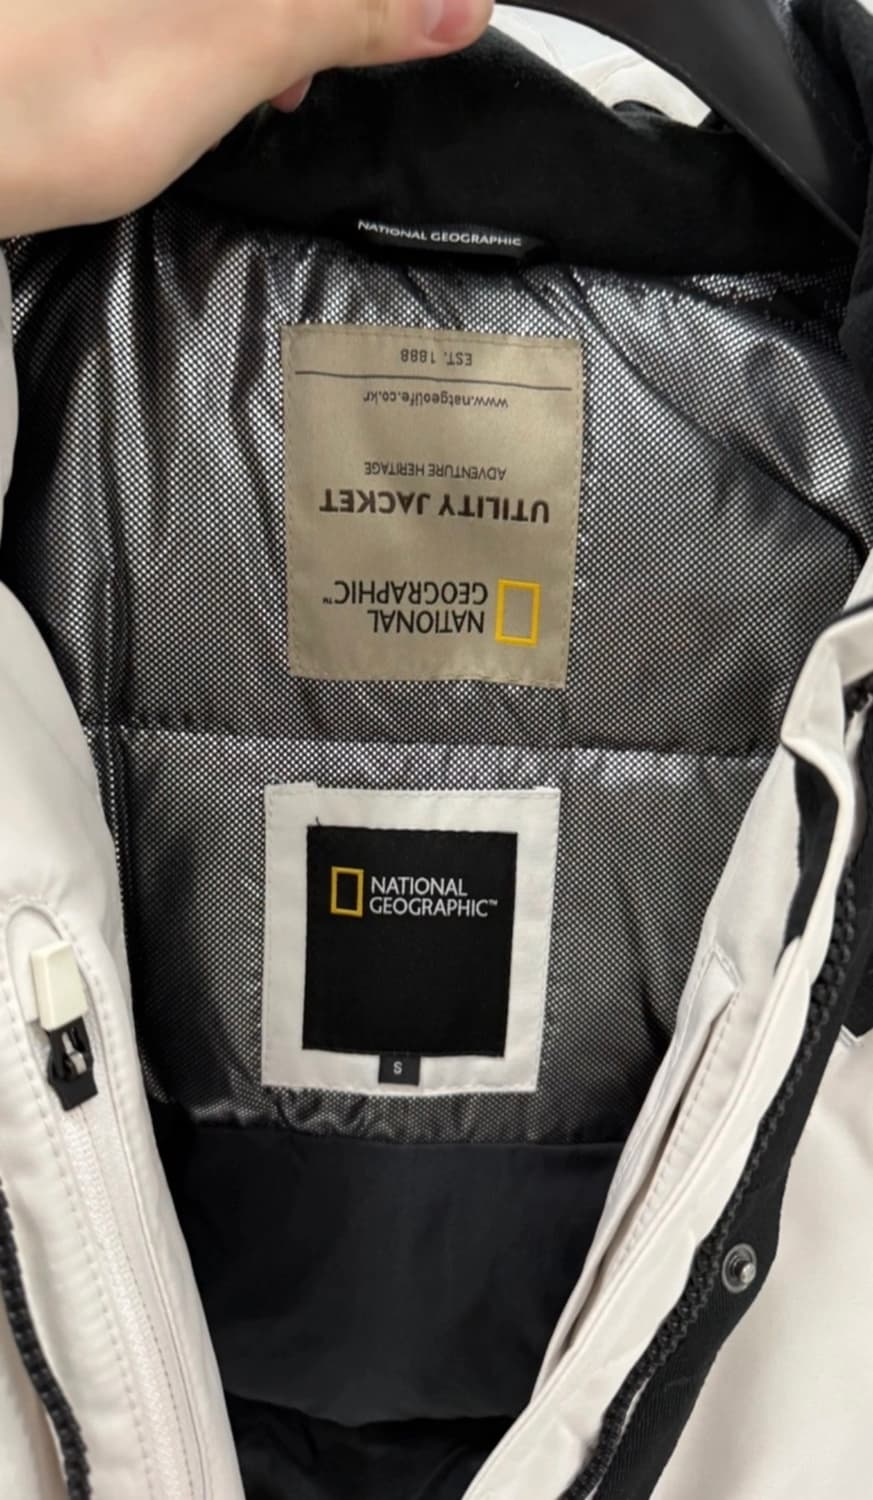 NATIONAL GEOGRAPHIC
NATIONAL
GEOGRAPHIC™
UTILITY JACKET
ADVENTURE HERITAGE
www.natgeolife.co.kr
EST. 1888
NATIONAL
GEOGRAPHIC™
S